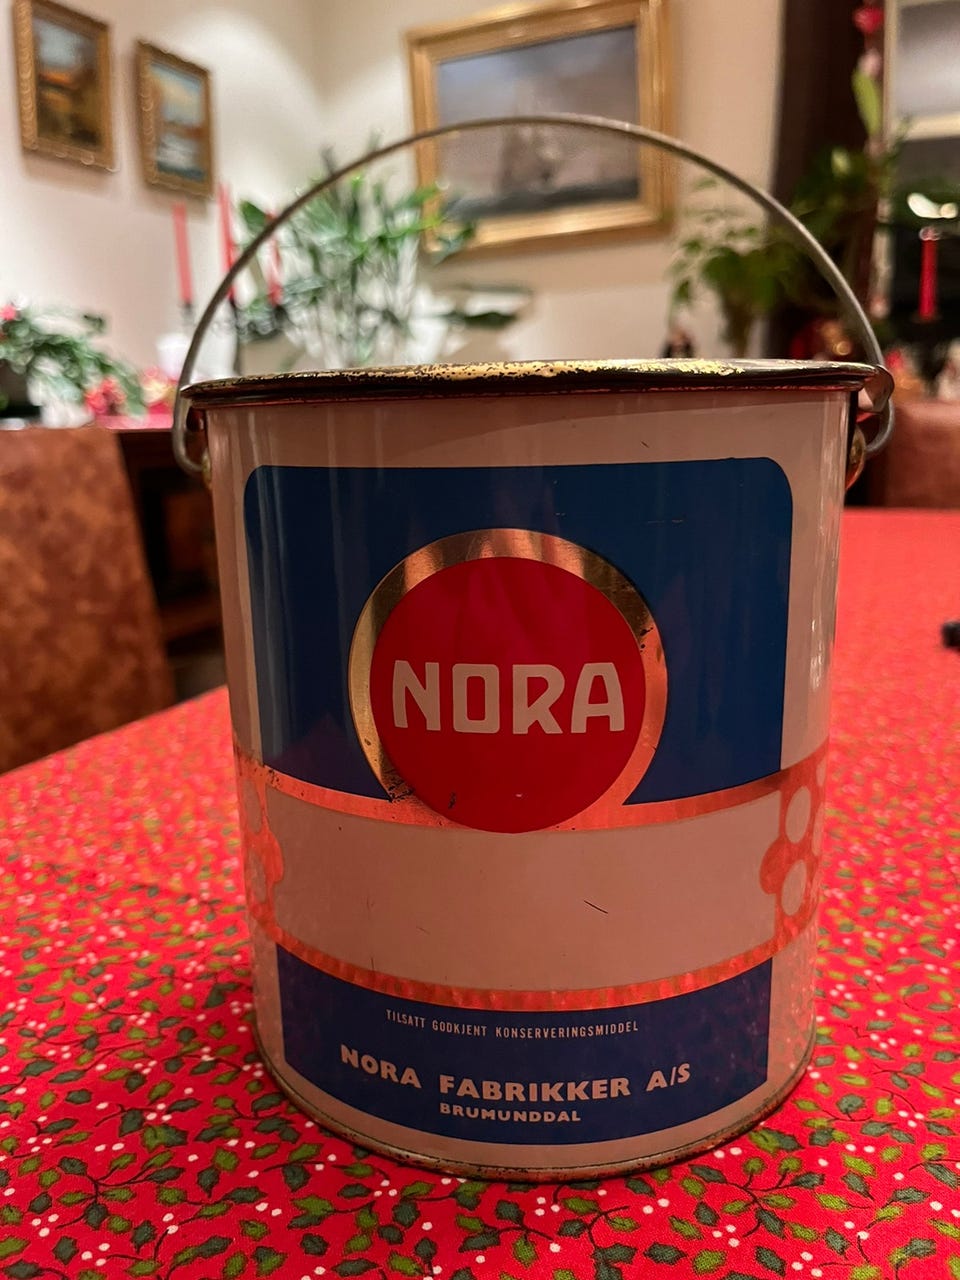 NORA
TILSATT GODKJENT KONSERVERINGSMIDDEL
NORA FABRIKKER A/S
BRUMUNDDAL